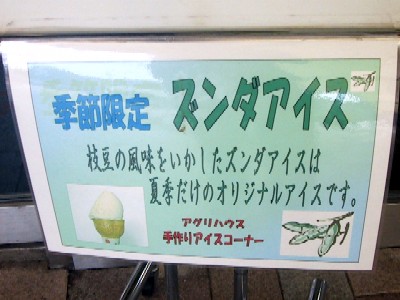 季節限定 ズンダアイス
枝豆の風味をいかしたズンダアイスは
夏季だけのオリジナルアイスです。
アグリハウス
手作りアイスコーナー